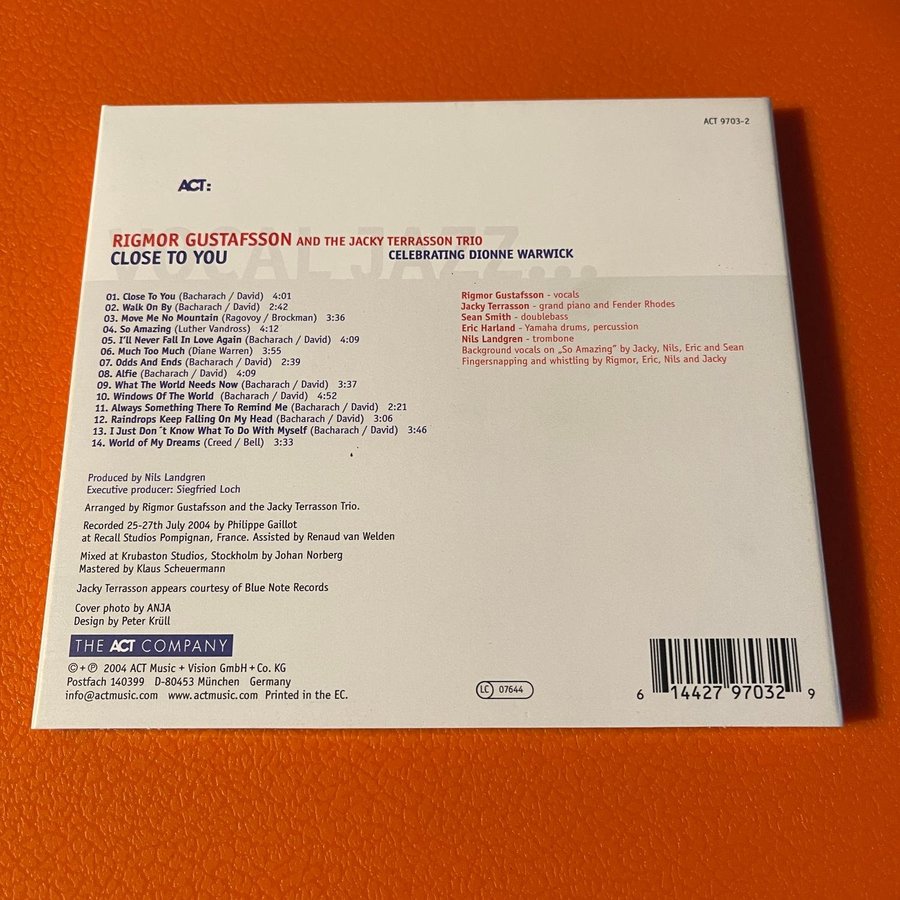 ACT 9703-2
ACT:
VOCAL JAZZ...
RIGMOR GUSTAFSSON AND THE JACKY TERRASSON TRIO
CLOSE TO YOU CELEBRATING DIONNE WARWICK
01. Close To You (Bacharach / David) 4:01
02. Walk On By (Bacharach / David) 2:42
03. Move Me No Mountain (Ragovoy / Brockman) 3:36
04. So Amazing (Luther Vandross) 4:12
05. I'll Never Fall In Love Again (Bacharach / David) 4:09
06. Much Too Much (Diane Warren) 3:55
07. Odds And Ends (Bacharach / David) 2:39
08. Alfie (Bacharach / David) 4:09
09. What The World Needs Now (Bacharach / David) 3:37
10. Windows Of The World (Bacharach / David) 4:52
11. Always Something There To Remind Me (Bacharach / David) 2:21
12. Raindrops Keep Falling On My Head (Bacharach / David) 3:06
13. I Just Don´t Know What To Do With Myself (Bacharach / David) 3:46
14. World of My Dreams (Creed / Bell) 3:33
Rigmor Gustafsson - vocals
Jacky Terrasson - grand piano and Fender Rhodes
Sean Smith - doublebass
Eric Harland - Yamaha drums, percussion
Nils Landgren - trombone
Background vocals on „So Amazing" by Jacky, Nils, Eric and Sean
Fingersnapping and whistling by Rigmor, Eric, Nils and Jacky
Produced by Nils Landgren
Executive producer: Siegfried Loch
Arranged by Rigmor Gustafsson and the Jacky Terrasson Trio.
Recorded 25-27th July 2004 by Philippe Gaillot
at Recall Studios Pompignan, France. Assisted by Renaud van Welden
Mixed at Krubaston Studios, Stockholm by Johan Norberg
Mastered by Klaus Scheuermann
Jacky Terrasson appears courtesy of Blue Note Records
Cover photo by ANJA
Design by Peter Krüll
THE ACT COMPANY
© + ℗ 2004 ACT Music + Vision GmbH + Co. KG
Postfach 140399 D-80453 München Germany
info@actmusic.com www.actmusic.com Printed in the EC.
LC 07644
6 14427 97032 9